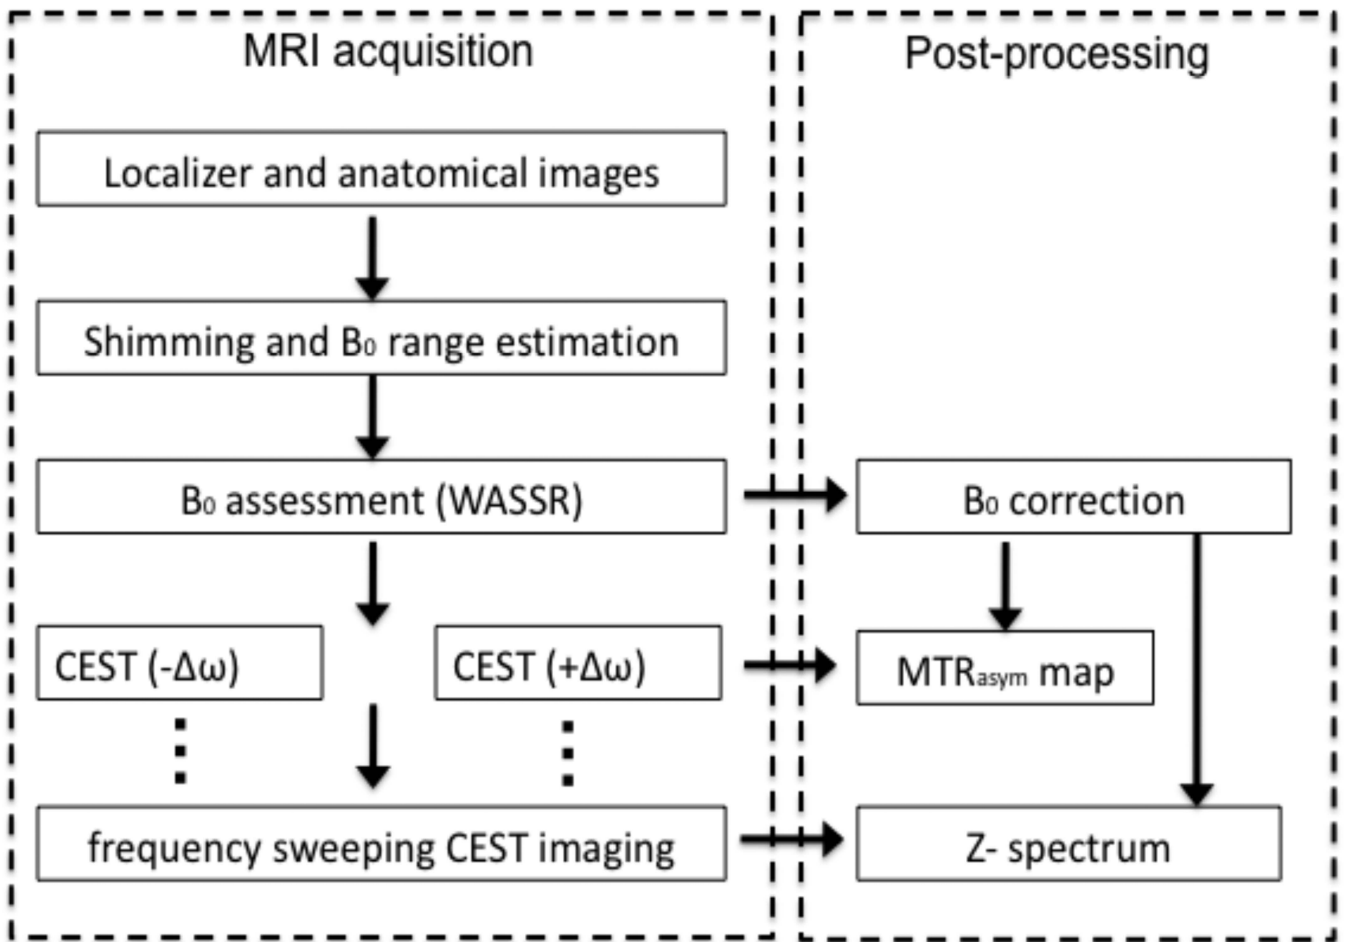 MRI acquisition
Localizer and anatomical images
Shimming and B₀ range estimation
B₀ assessment (WASSR)
CEST (-Δω)
CEST (+Δω)
frequency sweeping CEST imaging
Post-processing
B₀ correction
MTRasym map
Z- spectrum